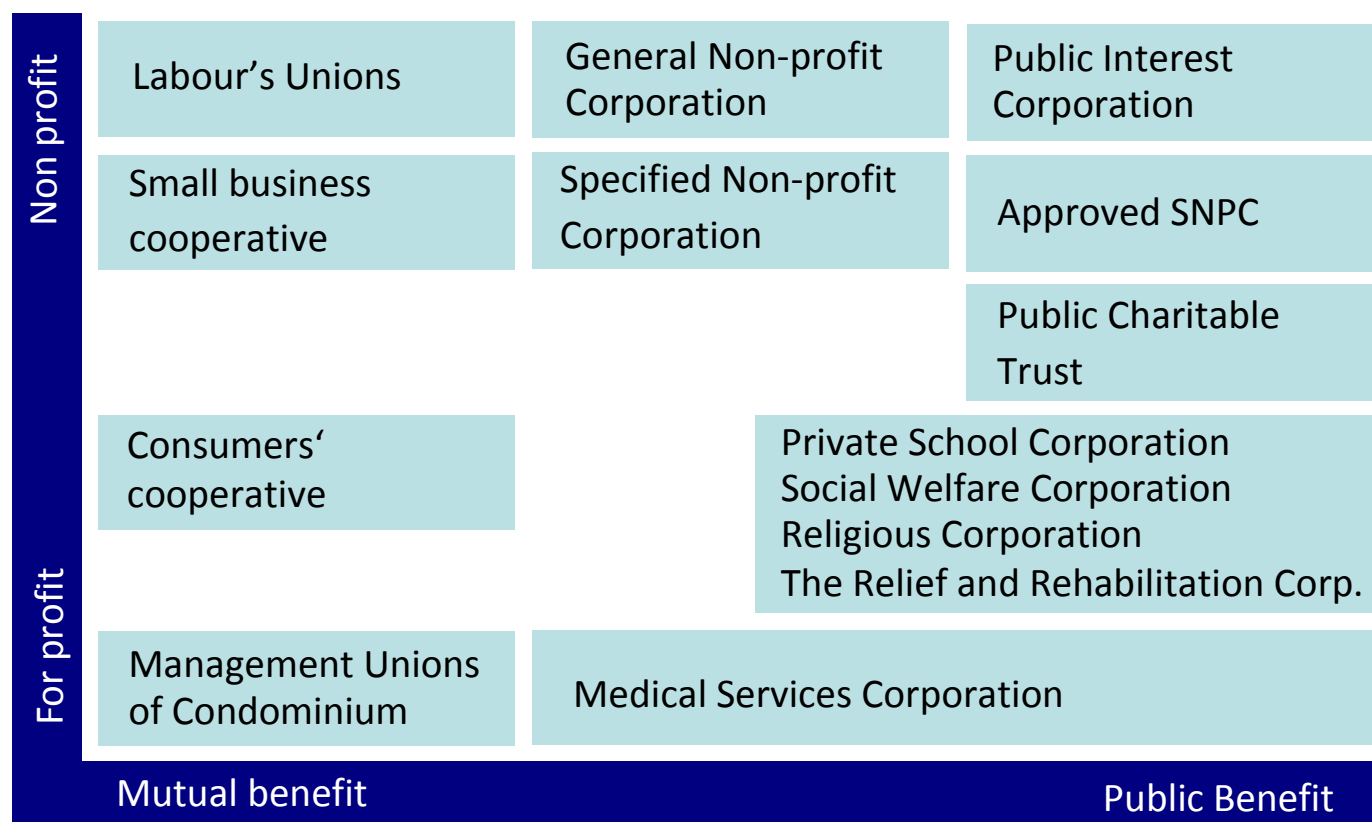 Non profit
For profit
Labour’s Unions
General Non-profit
Corporation
Public Interest
Corporation
Small business
cooperative
Specified Non-profit
Corporation
Approved SNPC
Public Charitable
Trust
Consumers‘
cooperative
Private School Corporation
Social Welfare Corporation
Religious Corporation
The Relief and Rehabilitation Corp.
Management Unions
of Condominium
Medical Services Corporation
Mutual benefit
Public Benefit